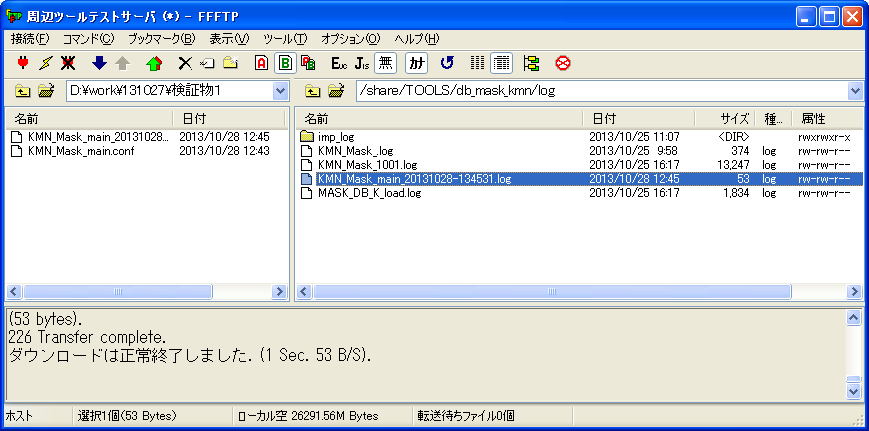 周辺ツールテストサーバ (*) - FFFTP
接続(F) コマンド(C) ブックマーク(B) 表示(V) ツール(T) オプション(O) ヘルプ(H)
A B A/B EUC JIS 無 カナ
D:¥work¥131027¥検証物1 /share/TOOLS/db_mask_kmn/log
名前 日付
KMN_Mask_main_20131028... 2013/10/28 12:45
KMN_Mask_main.conf 2013/10/28 12:43
名前 日付 サイズ 種... 属性
imp_log 2013/10/25 11:07 <DIR> rwxrwxr-x
KMN_Mask_.log 2013/10/25 9:58 374 log rw-rw-r--
KMN_Mask_1001.log 2013/10/25 16:17 13,247 log rw-rw-r--
KMN_Mask_main_20131028-134531.log 2013/10/28 12:45 53 log rw-rw-r--
MASK_DB_K_load.log 2013/10/25 16:17 1,834 log rw-rw-r--
(53 bytes).
226 Transfer complete.
ダウンロードは正常終了しました. (1 Sec. 53 B/S).
ホスト 選択1個(53 Bytes) ローカル空 26291.56M Bytes 転送待ちファイル0個